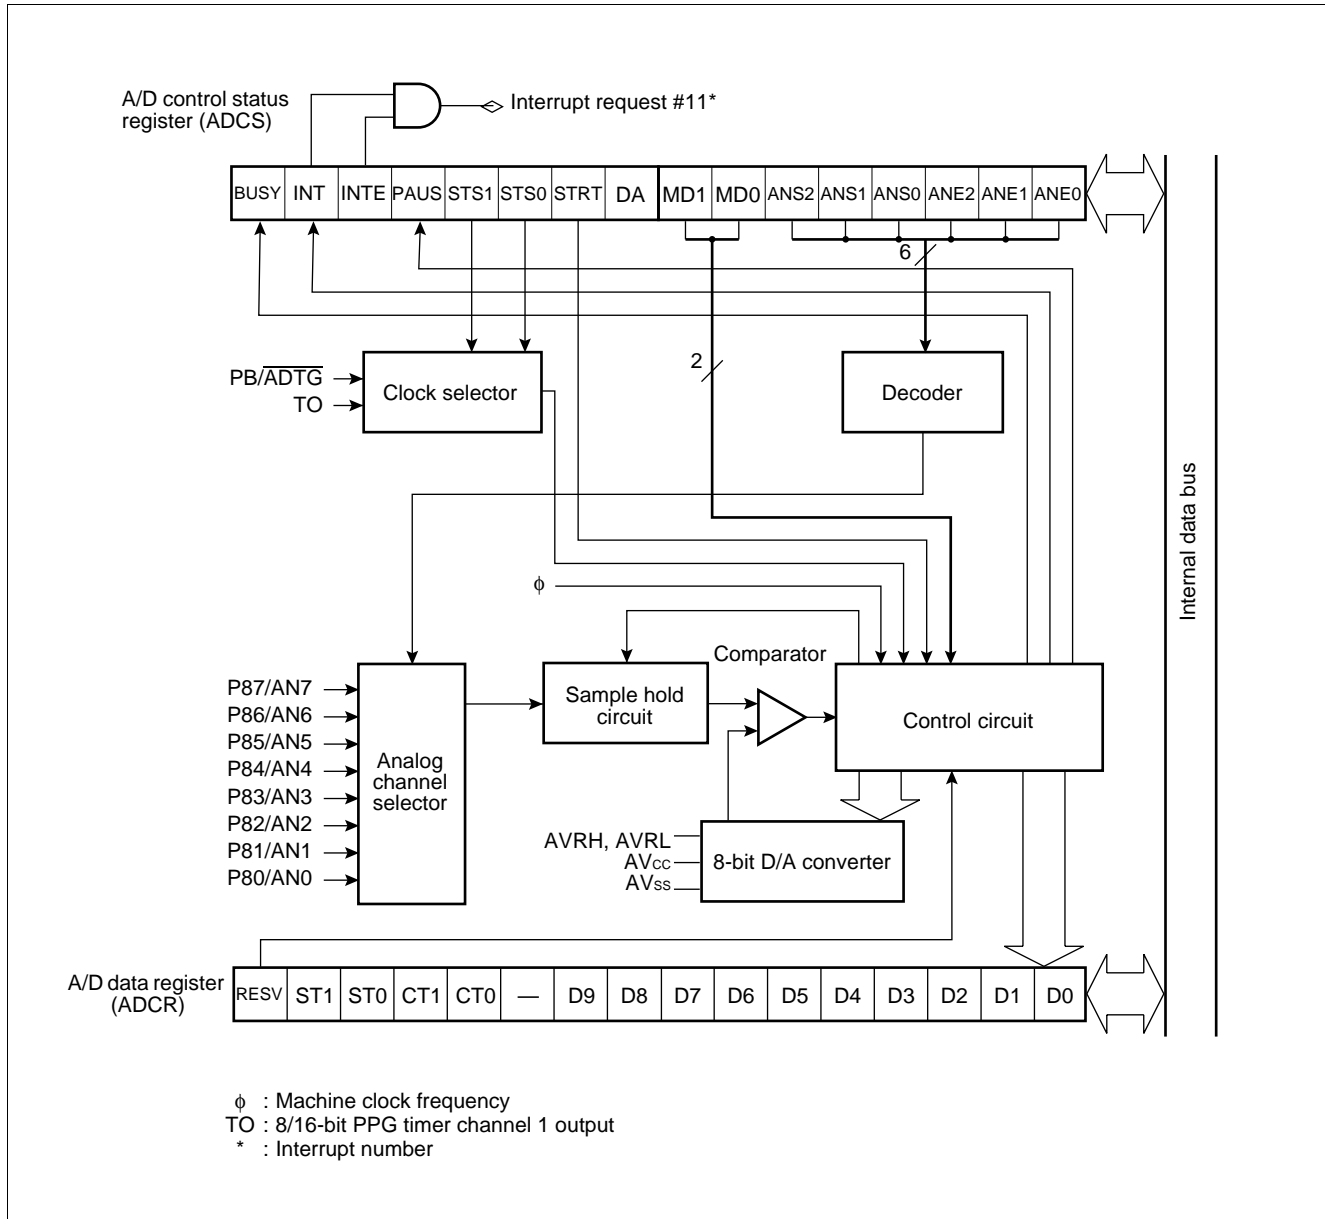 A/D control status
register (ADCS)
Interrupt request #11*
BUSY INT INTE PAUS STS1 STS0 STRT DA MD1 MD0 ANS2 ANS1 ANS0 ANE2 ANE1 ANE0
6
2
PB/ADTG
TO
Clock selector
Decoder
Internal data bus
φ
Comparator
P87/AN7
P86/AN6
P85/AN5
P84/AN4
P83/AN3
P82/AN2
P81/AN1
P80/AN0
Analog
channel
selector
Sample hold
circuit
Control circuit
AVRH, AVRL
AVCC
AVSS
8-bit D/A converter
A/D data register
(ADCR)
RESV ST1 ST0 CT1 CT0 — D9 D8 D7 D6 D5 D4 D3 D2 D1 D0
φ : Machine clock frequency
TO : 8/16-bit PPG timer channel 1 output
* : Interrupt number